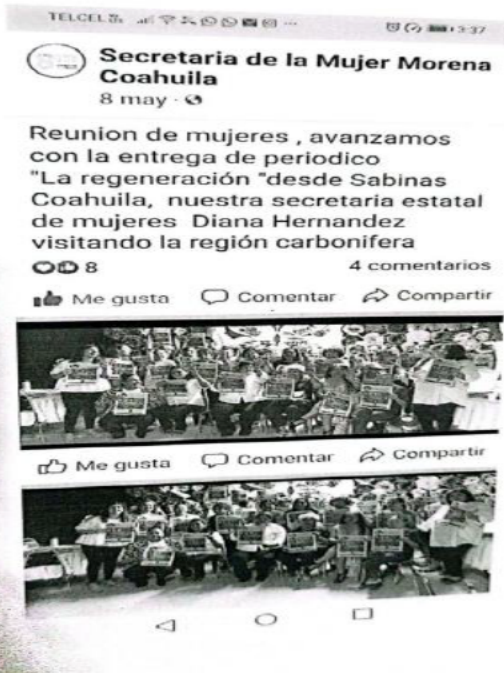 TELCEL
3:37
Secretaria de la Mujer Morena
Coahuila
8 may ·
Reunion de mujeres , avanzamos
con la entrega de periodico
"La regeneración "desde Sabinas
Coahuila, nuestra secretaria estatal
de mujeres Diana Hernandez
visitando la región carbonifera
8
4 comentarios
Me gusta Comentar Compartir
Me gusta Comentar Compartir